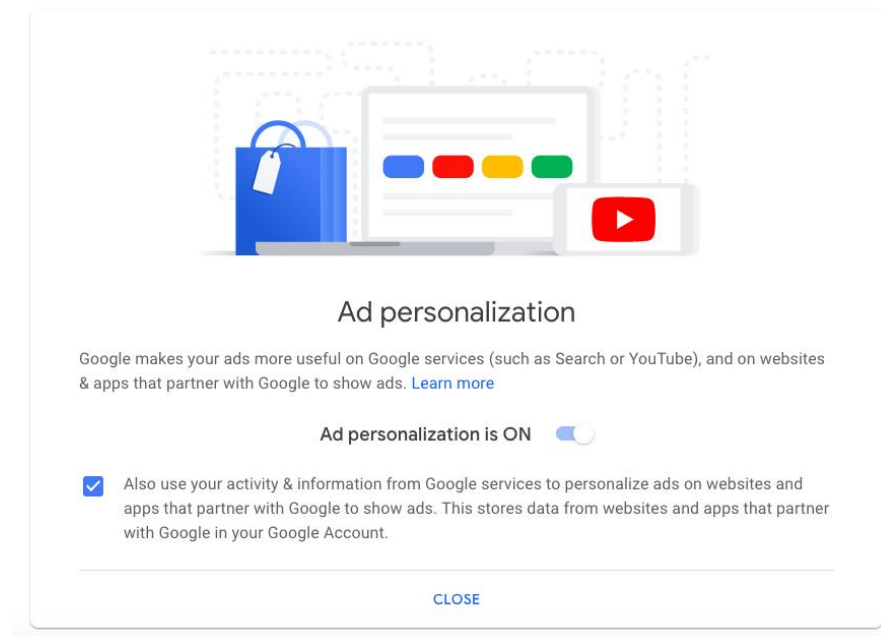 Ad personalization
Google makes your ads more useful on Google services (such as Search or YouTube), and on websites
& apps that partner with Google to show ads. Learn more
Ad personalization is ON
Also use your activity & information from Google services to personalize ads on websites and
apps that partner with Google to show ads. This stores data from websites and apps that partner
with Google in your Google Account.
CLOSE